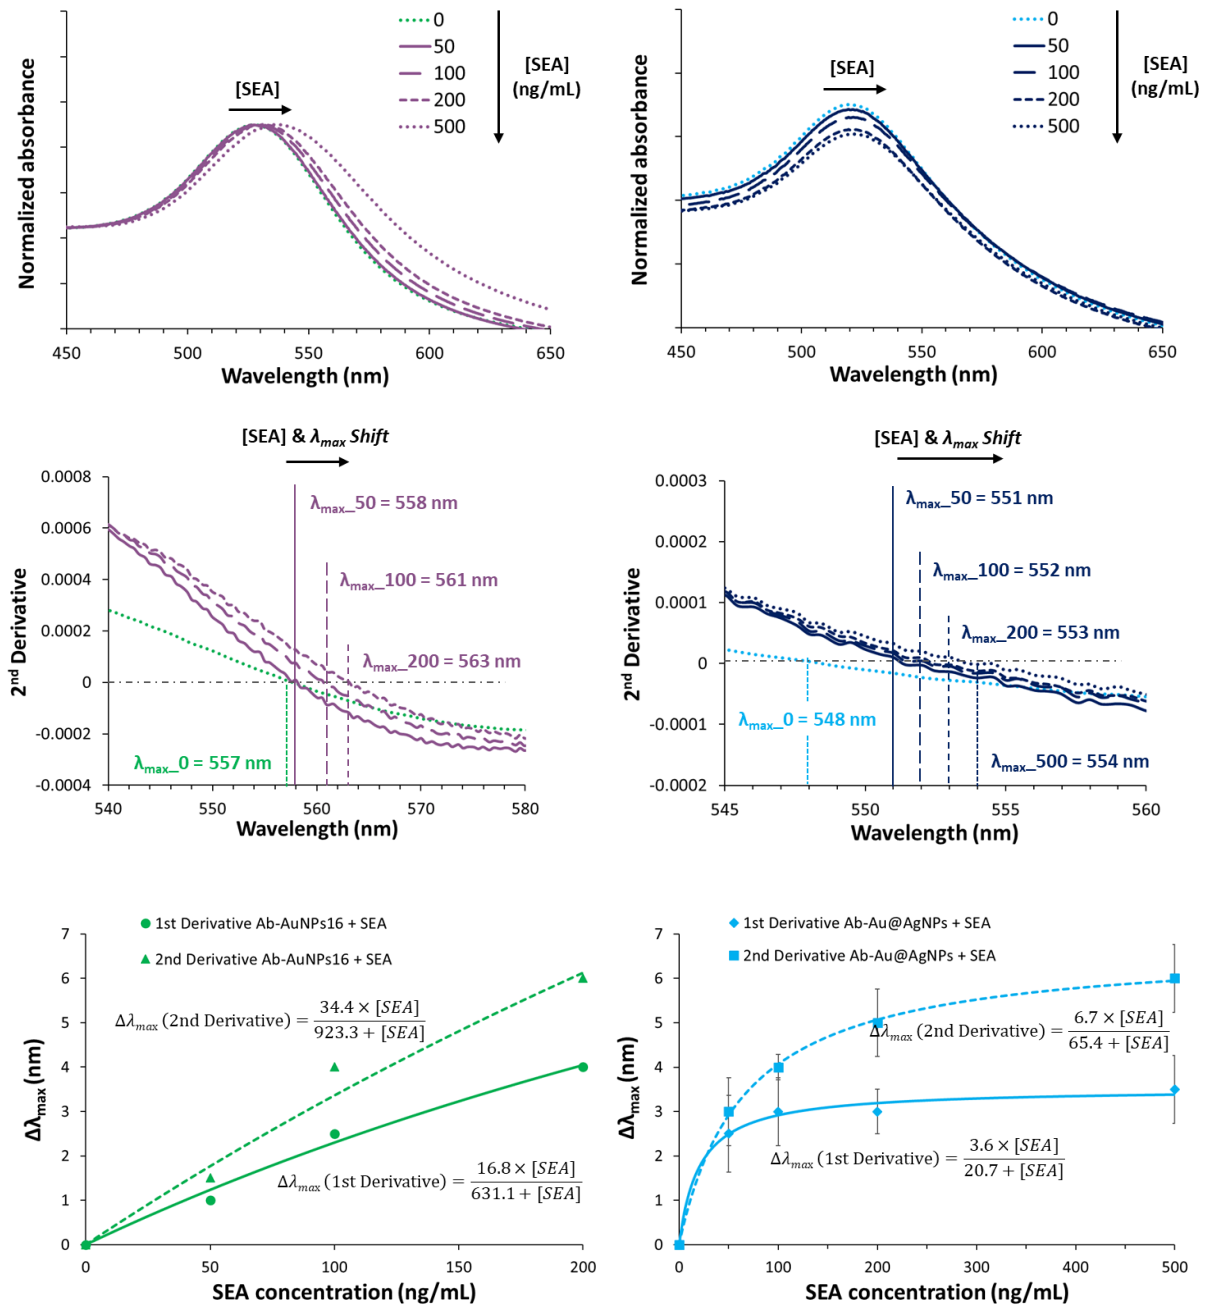 0
50
100
200
500
[SEA]
(ng/mL)
[SEA]
Normalized absorbance
450 500 550 600 650
Wavelength (nm)
0
50
100
200
500
[SEA]
(ng/mL)
[SEA]
Normalized absorbance
450 500 550 600 650
Wavelength (nm)
[SEA] & λmax Shift
0.0008
0.0006
0.0004
0.0002
0
-0.0002
-0.0004
2nd Derivative
λmax_50 = 558 nm
λmax_100 = 561 nm
λmax_200 = 563 nm
λmax_0 = 557 nm
540 550 560 570 580
Wavelength (nm)
[SEA] & λmax Shift
0.0003
0.0002
0.0001
0
-0.0001
-0.0002
2nd Derivative
λmax_50 = 551 nm
λmax_100 = 552 nm
λmax_200 = 553 nm
λmax_0 = 548 nm
λmax_500 = 554 nm
545 550 555 560
Wavelength (nm)
1st Derivative Ab-AuNPs16 + SEA
2nd Derivative Ab-AuNPs16 + SEA
7
6
5
4
3
2
1
0
Δλmax (nm)
Δλmax (2nd Derivative) = 34.4 × [SEA] / 923.3 + [SEA]
Δλmax (1st Derivative) = 16.8 × [SEA] / 631.1 + [SEA]
0 50 100 150 200
SEA concentration (ng/mL)
1st Derivative Ab-Au@AgNPs + SEA
2nd Derivative Ab-Au@AgNPs + SEA
7
6
5
4
3
2
1
0
Δλmax (nm)
Δλmax (2nd Derivative) = 6.7 × [SEA] / 65.4 + [SEA]
Δλmax (1st Derivative) = 3.6 × [SEA] / 20.7 + [SEA]
0 100 200 300 400 500
SEA concentration (ng/mL)